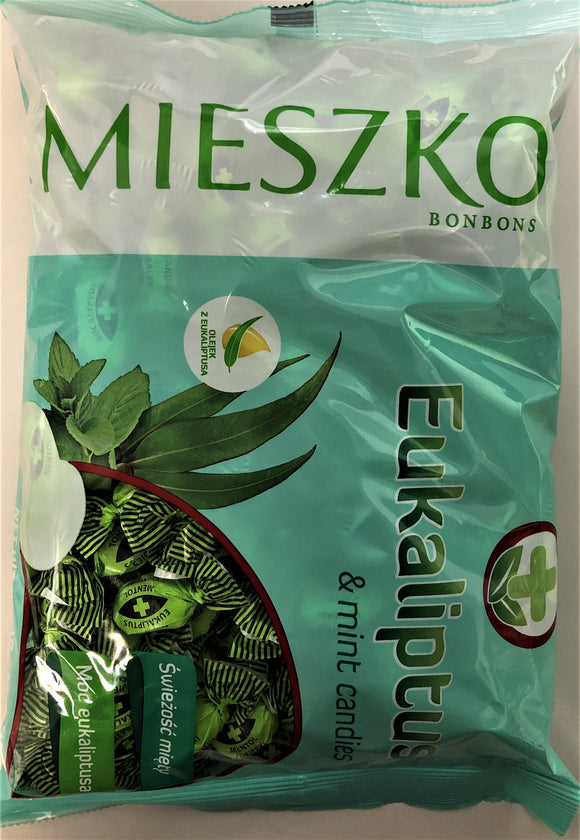 MIESZKO
BONBONS
OLEJEK
Z EUKALIPTUSA
Eukaliptus
& mint candies
EUKALIPTUS
MENTOL
Świeżość mięty
Moc eukaliptusa